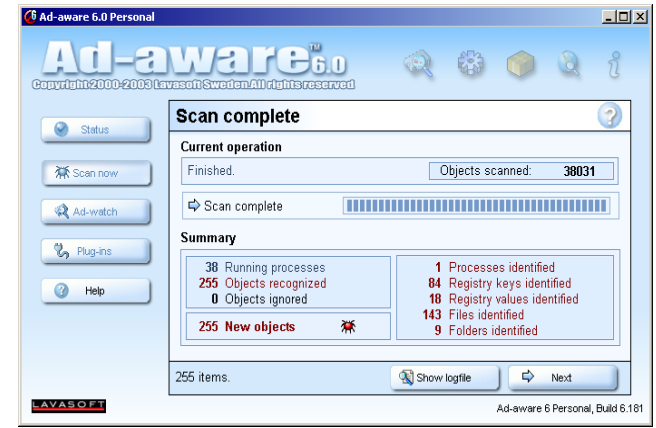 Ad-aware 6.0 Personal
Ad-aware 6.0
TM
Copyright 2000-2003 Lavasoft Sweden. All rights reserved
Scan complete
Status
Current operation
Finished.
Objects scanned: 38031
Scan now
Scan complete
Ad-watch
Summary
Plug-ins
38 Running processes
255 Objects recognized
0 Objects ignored
255 New objects
1 Processes identified
84 Registry keys identified
18 Registry values identified
143 Files identified
9 Folders identified
Help
255 items.
Show logfile
Next
LAVASOFT
Ad-aware 6 Personal, Build 6.181